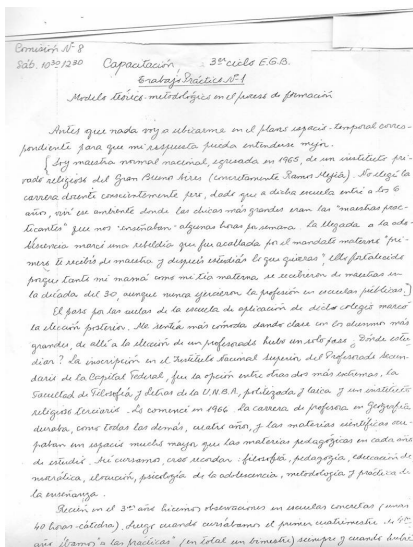 Comisión Nº 8
Sáb. 10³⁰ 12³⁰ Capacitación 3er ciclo E.G.B.
Trabajo Práctico Nº 1
Modelo teórico-metodológico en el proceso de formación
Antes que nada voy a ubicarme en el plano espacio-temporal corres-
pondiente para que mi respuesta pueda entenderse mejor.
[Soy maestra normal nacional, egresada en 1965, de un instituto pri-
vado religioso del Gran Buenos Aires (concretamente Ramos Mejía). No elegí la
carrera docente conscientemente pero, dado que a dicha escuela entré a los 6
años, viví en ambiente donde las chicas más grandes eran las "maestras prac-
ticantes" que nos enseñaban algunas horas por semana. La llegada a la ado-
lescencia marcó una rebeldía que fue acallada por el mandato materno "pri-
mero te recibís de maestra y después estudiás lo que quieras". Ello fortalecido
porque tanto mi mamá como mi tía materna se recibieron de maestras en
la década del 30, aunque nunca ejercieron la profesión en escuelas públicas.]
El paso por las aulas de la escuela de aplicación de dicho colegio marcó
la elección posterior. Me sentía más cómoda dando clase con los alumnos más
grandes, de allí a la elección de un profesorado hubo un solo paso ¿Dónde estu-
diar? La inscripción en el Instituto Nacional Superior del Profesorado Secun-
dario de la Capital Federal, fue la opción entre otras dos más extremas, la
Facultad de Filosofía y Letras de la U.N.B.A, politizada y laica y un instituto
religioso terciario. La comencé en 1966. La carrera de profesora en Geografía
duraba, como todas las demás, cuatro años, y las materias científicas ocu-
paban un espacio mucho mayor que las materias pedagógicas en cada año
de estudio. Así cursamos, creo recordar: filosofía, pedagogía, educación de-
mocrática, elocución, psicología de la adolescencia, metodología y práctica de
la enseñanza.
Recién en el 3er año hicimos observaciones en escuelas concretas (unas
40 horas-cátedra). Luego cuando cursábamos el primer cuatrimestre de 4to
año íbamos "a las prácticas" (en total un bimestre) siempre y cuando